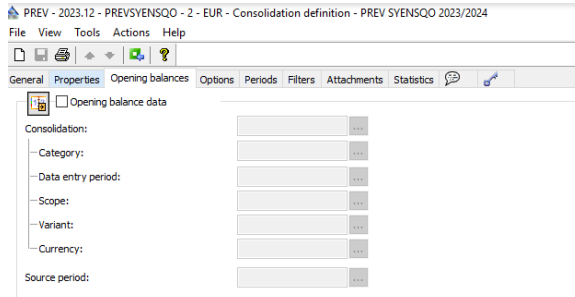 PREV - 2023.12 - PREVSYENSQO - 2 - EUR - Consolidation definition - PREV SYENSQO 2023/2024
File View Tools Actions Help
General Properties Opening balances Options Periods Filters Attachments Statistics
Opening balance data
Consolidation: ...
Category: ...
Data entry period: ...
Scope: ...
Variant: ...
Currency: ...
Source period: ...